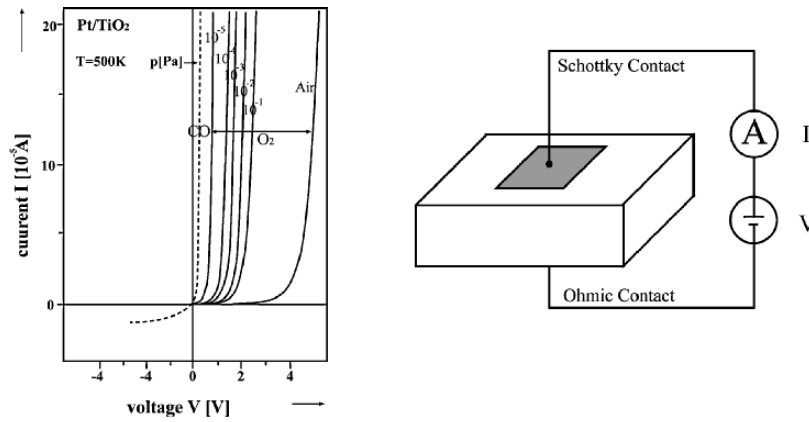 Pt/TiO₂
T=500K
p[Pa]
10⁻⁵
10⁻⁴
10⁻³
10⁻²
10⁻¹
Air
CO
O₂
20
10
0
cuurent I [10⁻⁵A]
-4
-4
0
2
4
voltage V [V]
Schottky Contact
A
I
V
Ohmic Contact